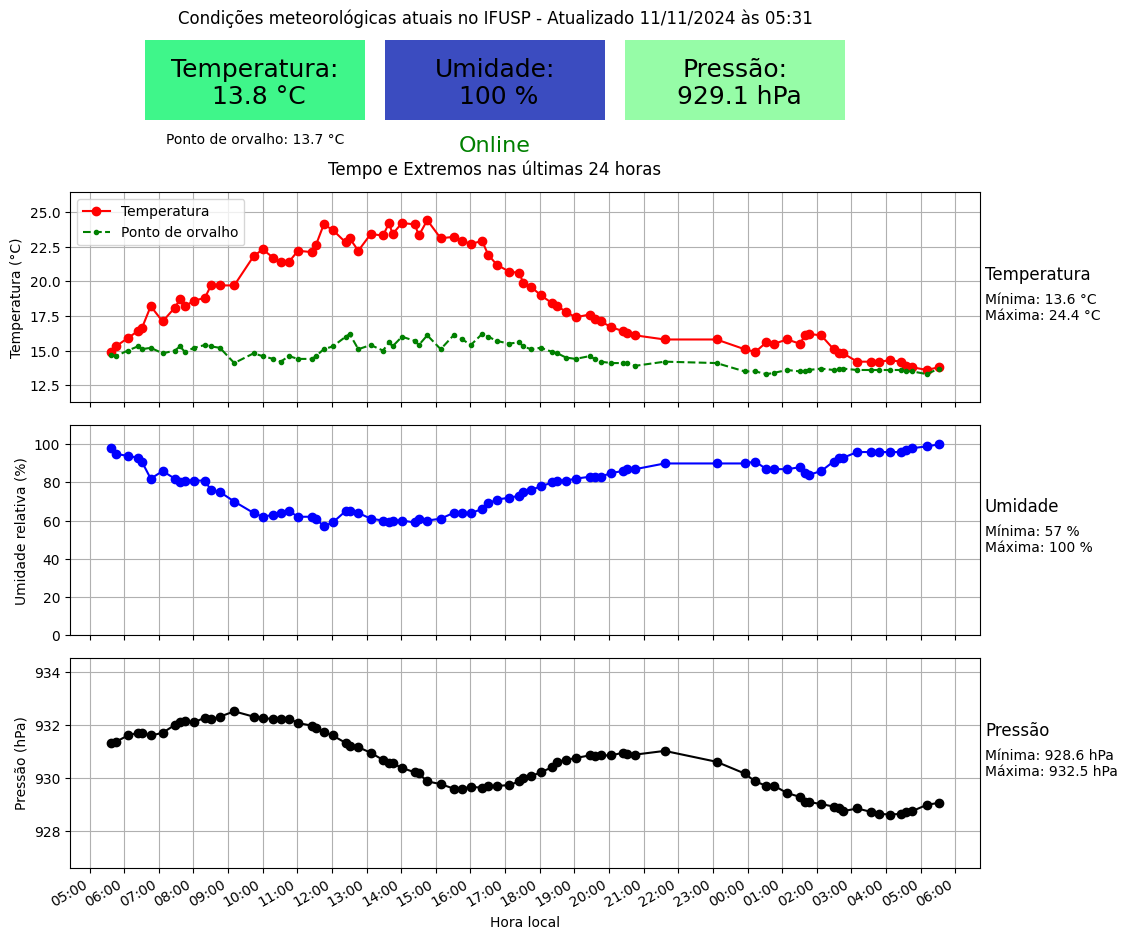 Condições meteorológicas atuais no IFUSP - Atualizado 11/11/2024 às 05:31
Temperatura:
13.8 °C
Umidade:
100 %
Pressão:
929.1 hPa
Ponto de orvalho: 13.7 °C
Online
Tempo e Extremos nas últimas 24 horas
Temperatura (°C)
25.0
22.5
20.0
17.5
15.0
12.5
Temperatura
Ponto de orvalho
Temperatura
Mínima: 13.6 °C
Máxima: 24.4 °C
Umidade relativa (%)
100
80
60
40
20
0
Umidade
Mínima: 57 %
Máxima: 100 %
Pressão (hPa)
934
932
930
928
Pressão
Mínima: 928.6 hPa
Máxima: 932.5 hPa
05:00 06:00 07:00 08:00 09:00 10:00 11:00 12:00 13:00 14:00 15:00 16:00 17:00 18:00 19:00 20:00 21:00 22:00 23:00 00:00 01:00 02:00 03:00 04:00 05:00 06:00
Hora local